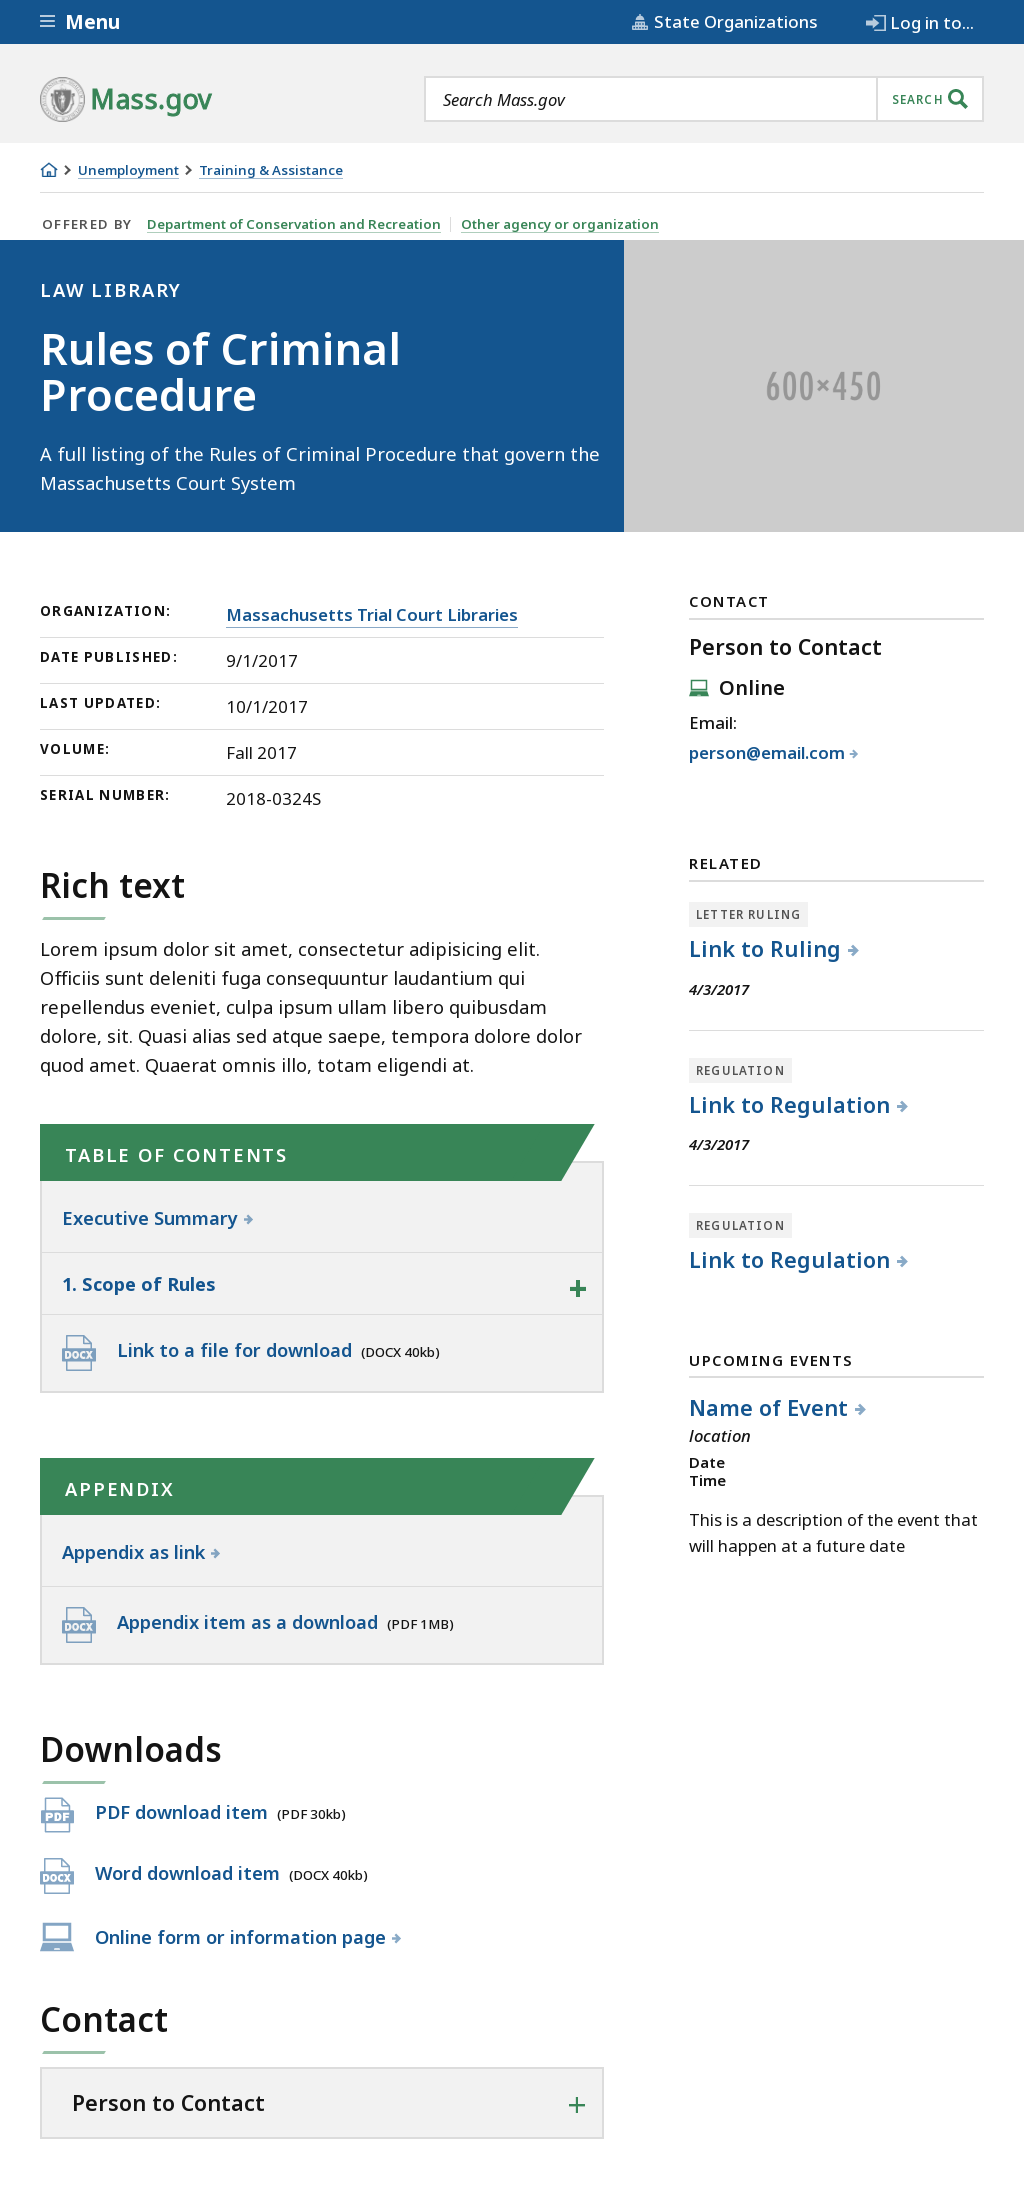 Menu
State Organizations
Log in to...
Mass.gov
Search Mass.gov
SEARCH
Unemployment
Training & Assistance
OFFERED BY
Department of Conservation and Recreation
Other agency or organization
LAW LIBRARY
Rules of Criminal
Procedure
A full listing of the Rules of Criminal Procedure that govern the
Massachusetts Court System
600×450
ORGANIZATION:
Massachusetts Trial Court Libraries
DATE PUBLISHED:
9/1/2017
LAST UPDATED:
10/1/2017
VOLUME:
Fall 2017
SERIAL NUMBER:
2018-0324S
Rich text
Lorem ipsum dolor sit amet, consectetur adipisicing elit.
Officiis sunt deleniti fuga consequuntur laudantium qui
repellendus eveniet, culpa ipsum ullam libero quibusdam
dolore, sit. Quasi alias sed atque saepe, tempora dolore dolor
quod amet. Quaerat omnis illo, totam eligendi at.
TABLE OF CONTENTS
Executive Summary
1. Scope of Rules
DOCX
Link to a file for download (DOCX 40kb)
APPENDIX
Appendix as link
DOCX
Appendix item as a download (PDF 1MB)
Downloads
PDF
PDF download item (PDF 30kb)
DOCX
Word download item (DOCX 40kb)
Online form or information page
Contact
Person to Contact
CONTACT
Person to Contact
Online
Email:
person@email.com
RELATED
LETTER RULING
Link to Ruling
4/3/2017
REGULATION
Link to Regulation
4/3/2017
REGULATION
Link to Regulation
UPCOMING EVENTS
Name of Event
location
Date
Time
This is a description of the event that
will happen at a future date